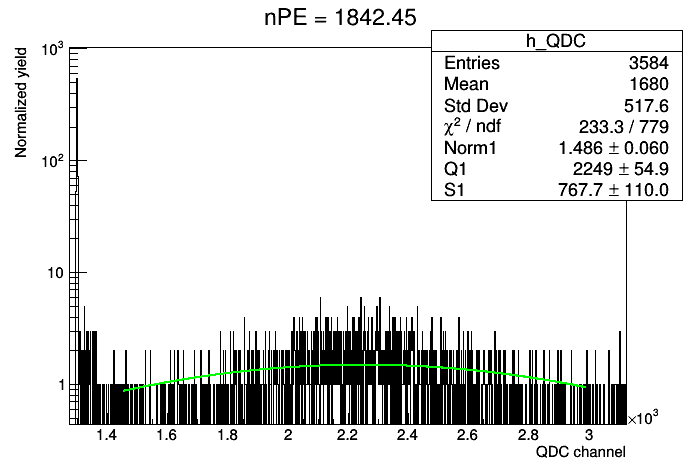 nPE = 1842.45
h_QDC
Entries 3584
Mean 1680
Std Dev 517.6
χ² / ndf 233.3 / 779
Norm1 1.486 ± 0.060
Q1 2249 ± 54.9
S1 767.7 ± 110.0
Normalized yield
10³
10²
10
1
1.4 1.6 1.8 2 2.2 2.4 2.6 2.8 3
×10³
QDC channel